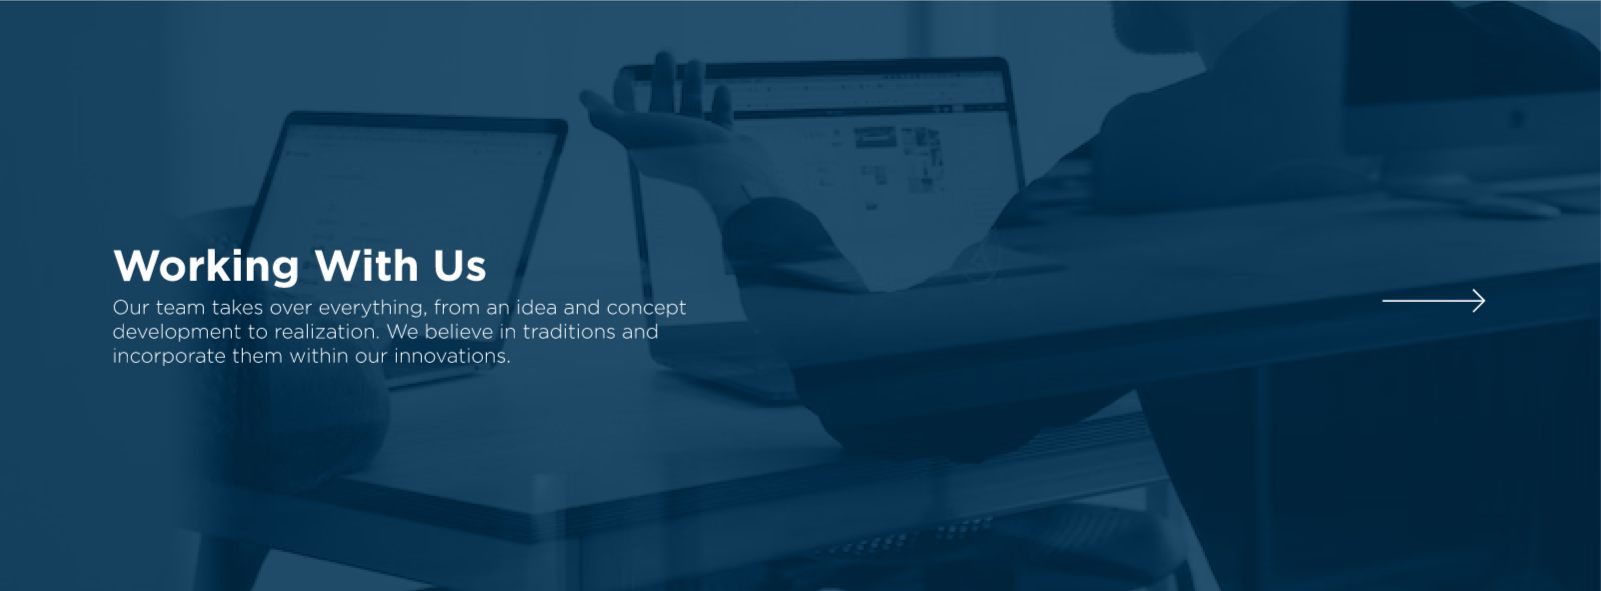 Working With Us
Our team takes over everything, from an idea and concept
development to realization. We believe in traditions and
incorporate them within our innovations.